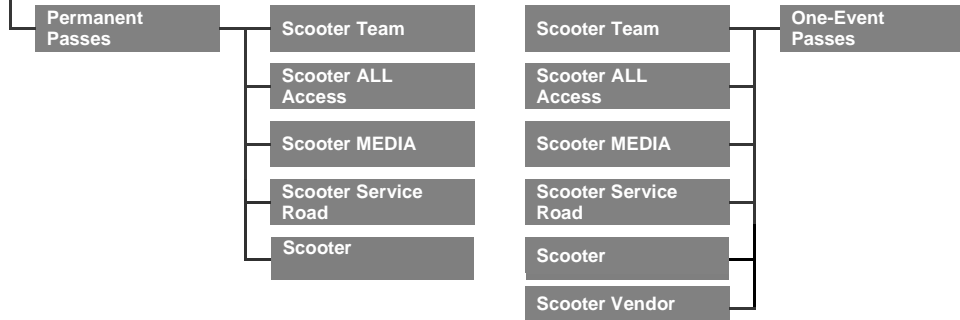 Permanent
Passes
Scooter Team
Scooter ALL
Access
Scooter MEDIA
Scooter Service
Road
Scooter
Scooter Team
Scooter ALL
Access
Scooter MEDIA
Scooter Service
Road
Scooter
Scooter Vendor
One-Event
Passes